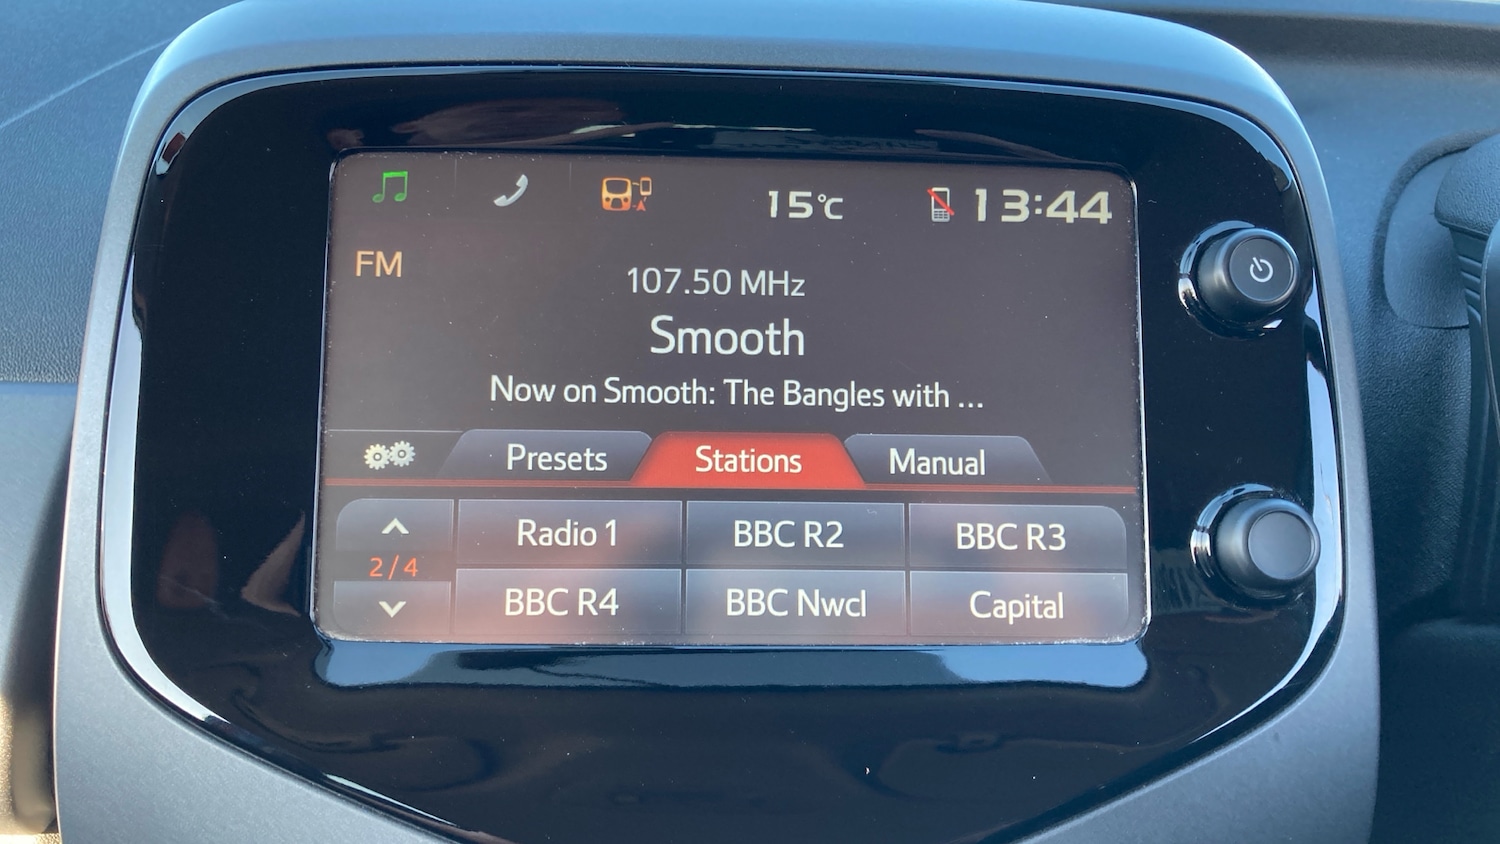 15°C 13:44
FM
107.50 MHz
Smooth
Now on Smooth: The Bangles with ...
Presets Stations Manual
Radio 1 BBC R2 BBC R3
2/4
BBC R4 BBC Nwcl Capital